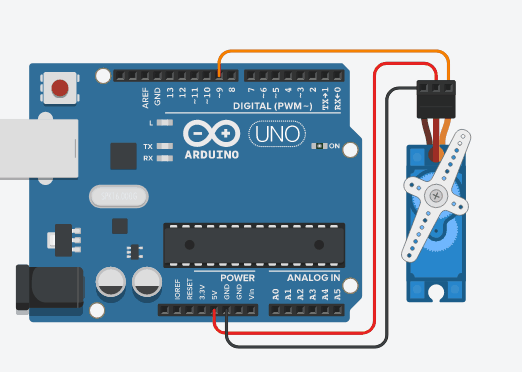 AREF
GND
13
12
~11
~10
~9
8
7
~6
~5
4
~3
2
TX→1
RX←0
DIGITAL (PWM~)
L
TX
RX
ARDUINO
UNO
ON
POWER
ANALOG IN
IOREF
RESET
3.3V
5V
GND
GND
Vin
A0
A1
A2
A3
A4
A5